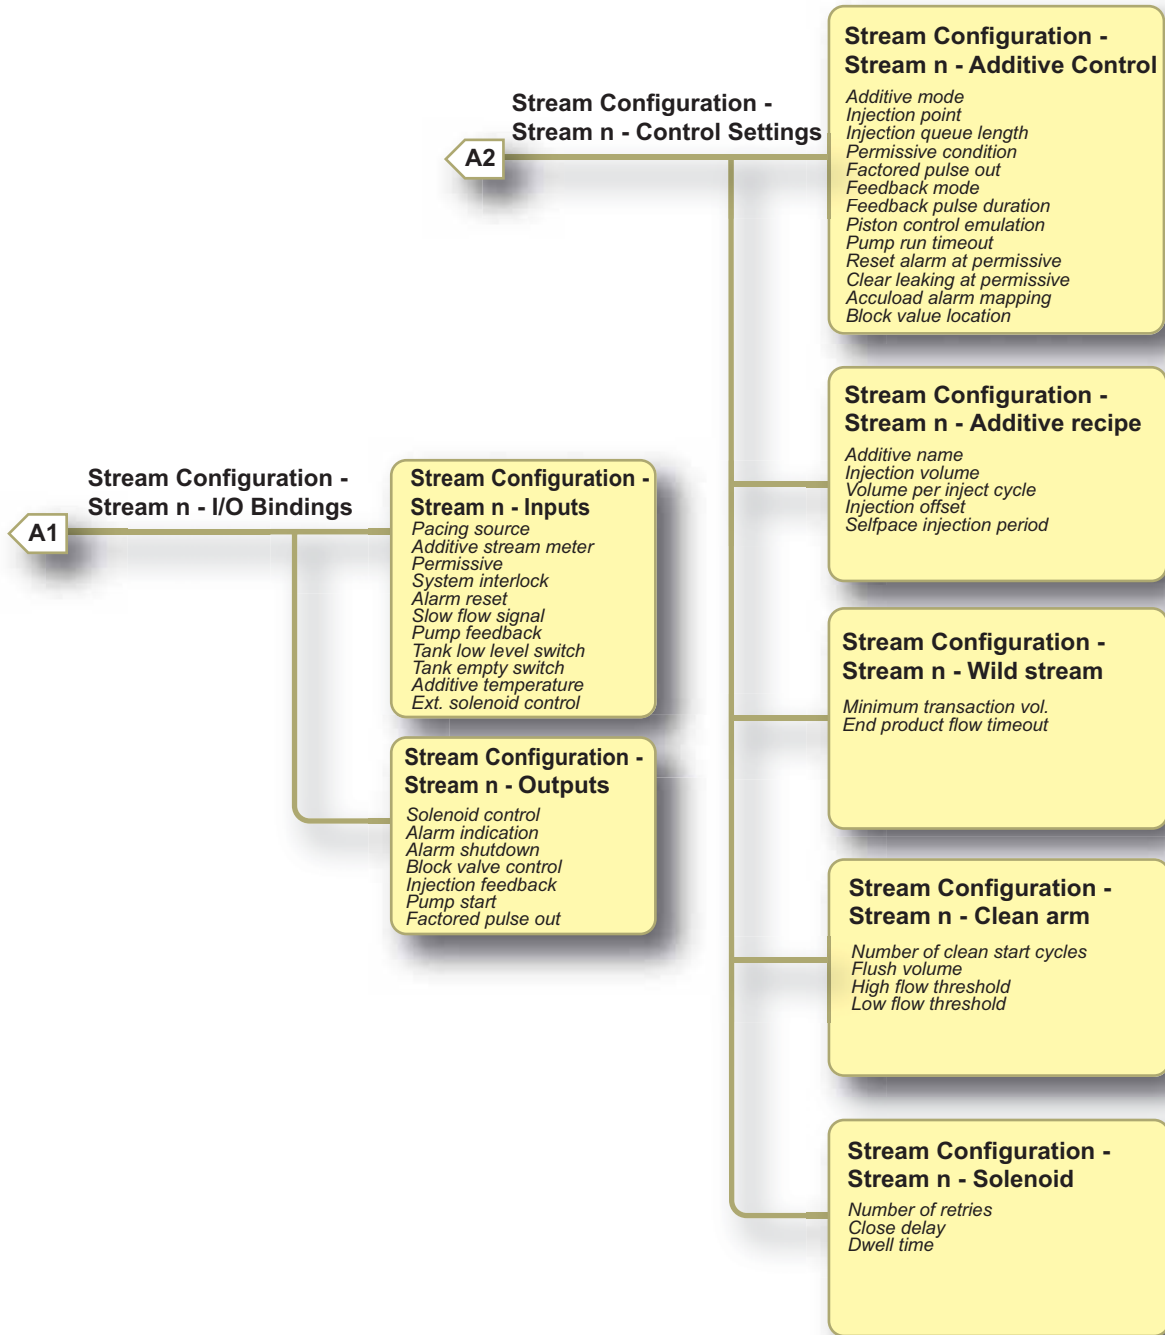 A1
Stream Configuration -
Stream n - I/O Bindings
Stream Configuration -
Stream n - Inputs
Pacing source
Additive stream meter
Permissive
System interlock
Alarm reset
Slow flow signal
Pump feedback
Tank low level switch
Tank empty switch
Additive temperature
Ext. solenoid control
Stream Configuration -
Stream n - Outputs
Solenoid control
Alarm indication
Alarm shutdown
Block valve control
Injection feedback
Pump start
Factored pulse out
A2
Stream Configuration -
Stream n - Control Settings
Stream Configuration -
Stream n - Additive Control
Additive mode
Injection point
Injection queue length
Permissive condition
Factored pulse out
Feedback mode
Feedback pulse duration
Piston control emulation
Pump run timeout
Reset alarm at permissive
Clear leaking at permissive
Accuload alarm mapping
Block value location
Stream Configuration -
Stream n - Additive recipe
Additive name
Injection volume
Volume per inject cycle
Injection offset
Selfpace injection period
Stream Configuration -
Stream n - Wild stream
Minimum transaction vol.
End product flow timeout
Stream Configuration -
Stream n - Clean arm
Number of clean start cycles
Flush volume
High flow threshold
Low flow threshold
Stream Configuration -
Stream n - Solenoid
Number of retries
Close delay
Dwell time